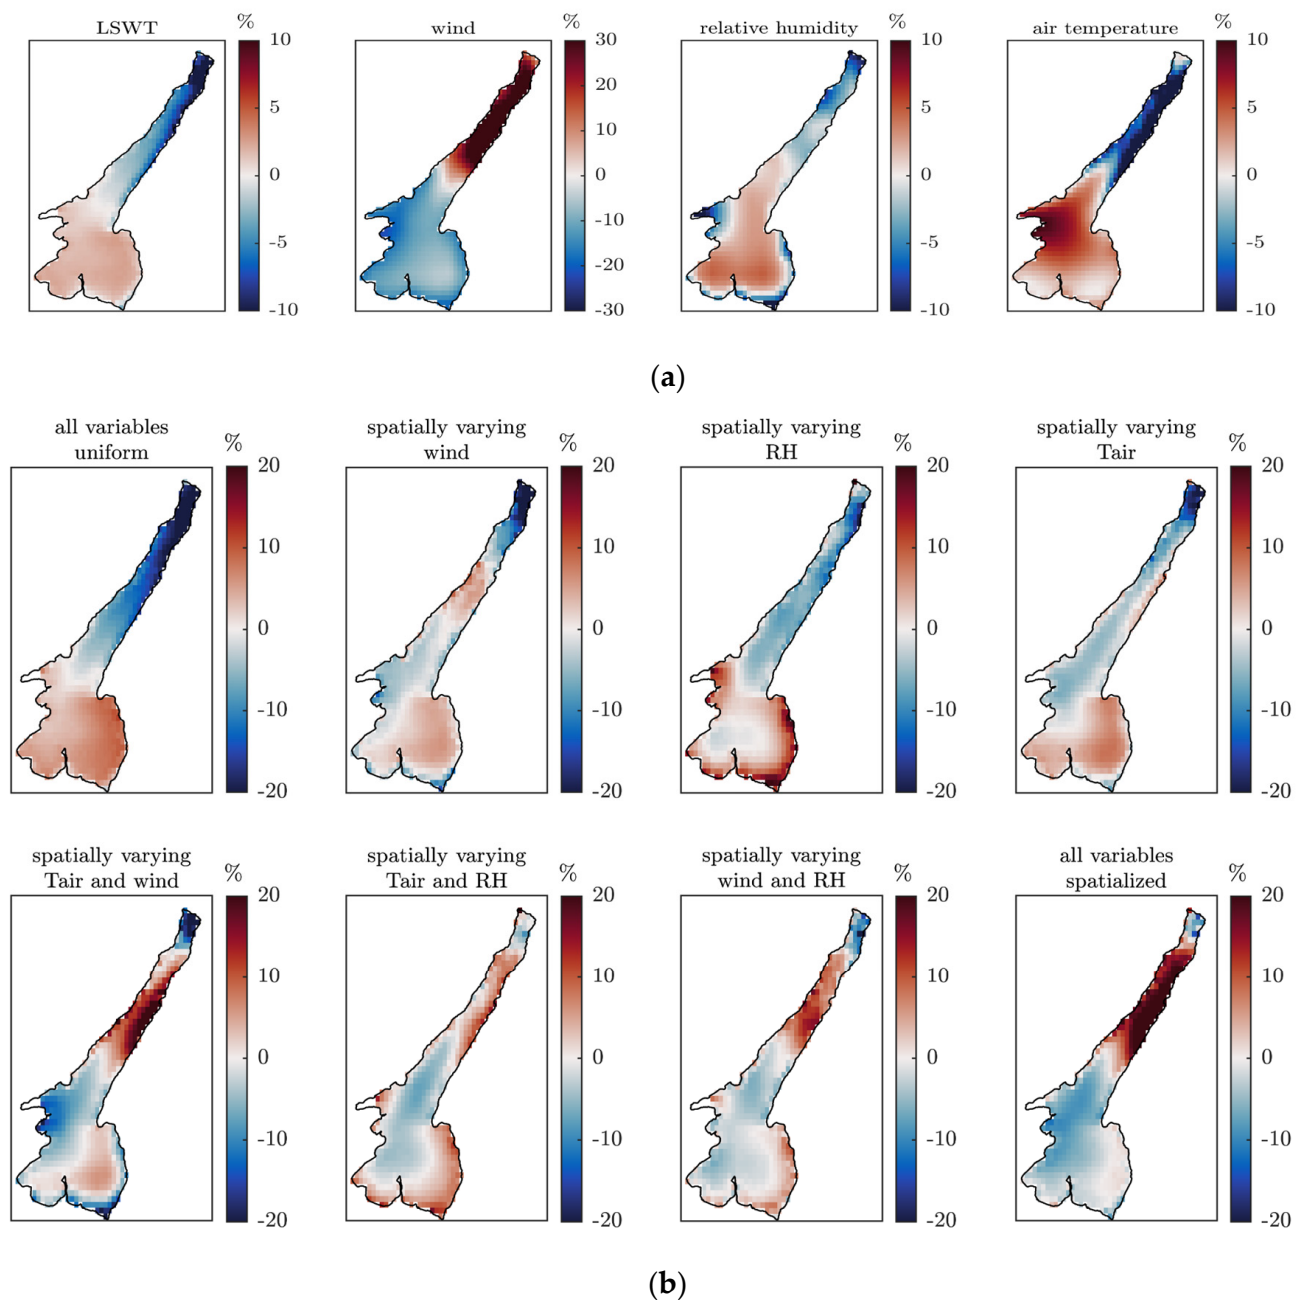 LSWT % wind % relative humidity % air temperature %
10 30 10 10
20
5 10 5 5
0 0 0 0
-5 -10 -5 -5
-20
-10 -30 -10 -10
(a)
all variables spatially varying spatially varying spatially varying
uniform % wind % RH % Tair %
20 20 20 20
10 10 10 10
0 0 0 0
-10 -10 -10 -10
-20 -20 -20 -20
spatially varying spatially varying spatially varying all variables
Tair and wind % Tair and RH % wind and RH % spatialized %
20 20 20 20
10 10 10 10
0 0 0 0
-10 -10 -10 -10
-20 -20 -20 -20
(b)